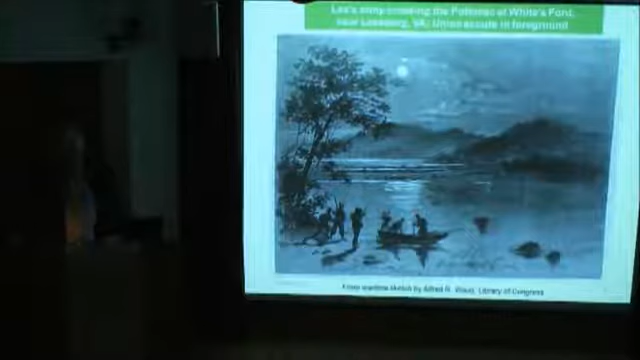 Lee's army crossing the Potomac at White's Ford,
near Leesburg, VA; Union scouts in foreground
From wartime sketch by Alfred R. Waud, Library of Congress